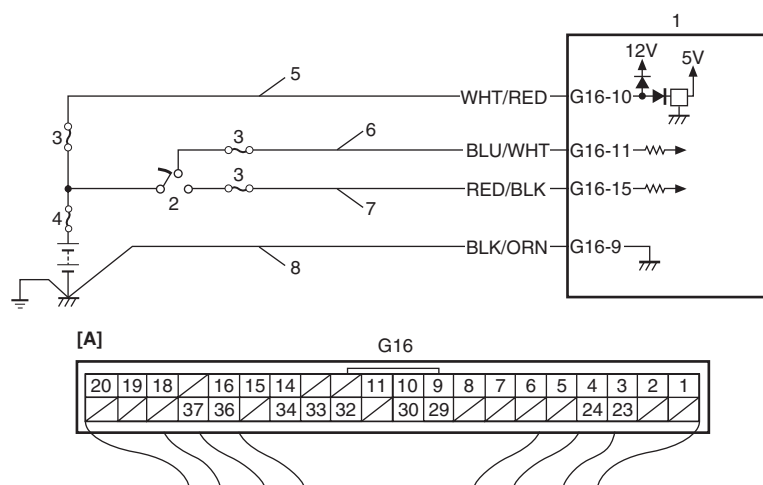 1
12V 5V
5
WHT/RED G16-10
3 3 6
BLU/WHT G16-11
3
RED/BLK G16-15
2
4 7
BLK/ORN G16-9
8
[A] G16
20 19 18 16 15 14 11 10 9 8 7 6 5 4 3 2 1
37 36 34 33 32 30 29 24 23